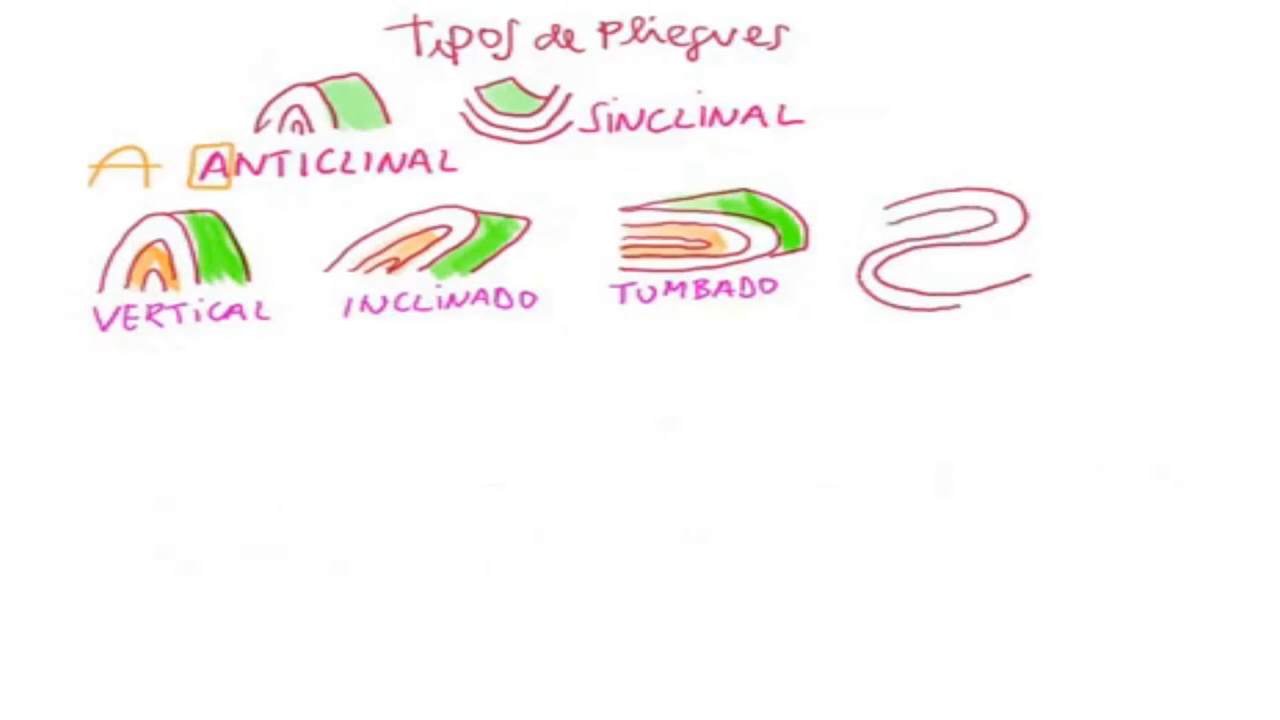 Tipos de Pliegues
SINCLINAL
A ANTICLINAL
VERTICAL
INCLINADO
TUMBADO